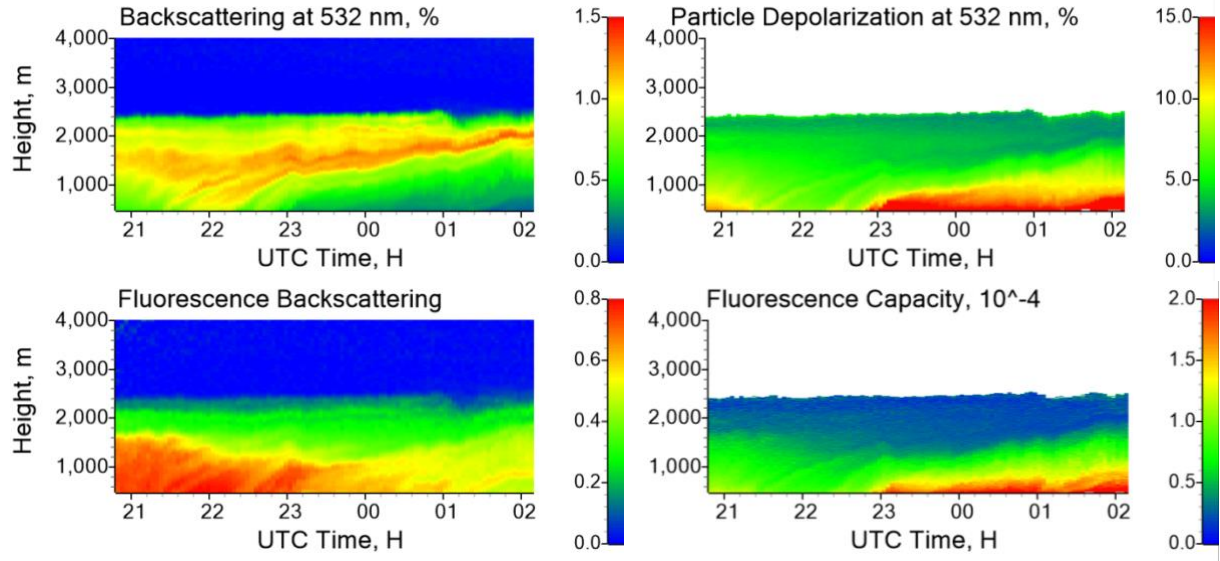 Backscattering at 532 nm, %
Particle Depolarization at 532 nm, %
Height, m
4,000
3,000
2,000
1,000
21 22 23 00 01 02
UTC Time, H
1.5
1.0
0.5
0.0
4,000
3,000
2,000
1,000
21 22 23 00 01 02
UTC Time, H
15.0
10.0
5.0
0.0
Fluorescence Backscattering
Fluorescence Capacity, 10^-4
Height, m
4,000
3,000
2,000
1,000
21 22 23 00 01 02
UTC Time, H
0.8
0.6
0.4
0.2
0.0
4,000
3,000
2,000
1,000
21 22 23 00 01 02
UTC Time, H
2.0
1.5
1.0
0.5
0.0